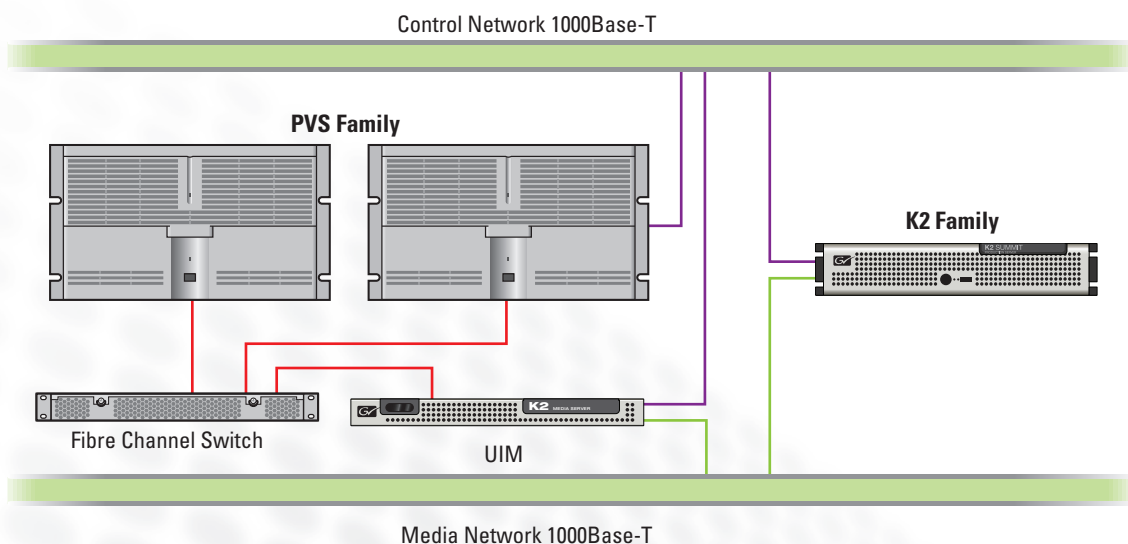 Control Network 1000Base-T
PVS Family
K2 Family
K2 SUMMIT
K2 MEDIA SERVER
Fibre Channel Switch
UIM
Media Network 1000Base-T